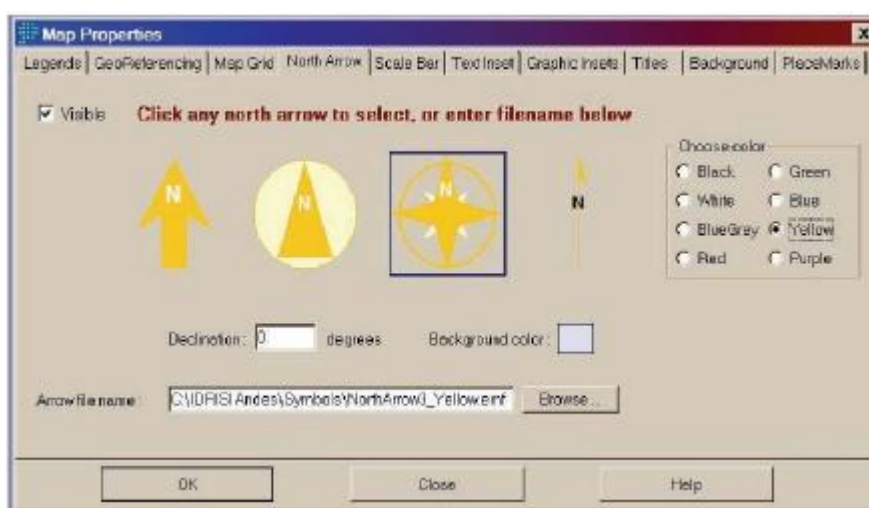 Map Properties
Legends GeoReferencing Map Grid North Arrow Scale Bar Text Inset Graphic Insets Titles Background PlaceMarks
Visible Click any north arrow to select, or enter filename below
N N N N
Choose color
Black Green
White Blue
BlueGrey Yellow
Red Purple
Declination: 0 degrees Background color:
Arrow file name: C:\IDRISI Andes\Symbols\NorthArrow3_Yellow.emf Browse...
OK Close Help